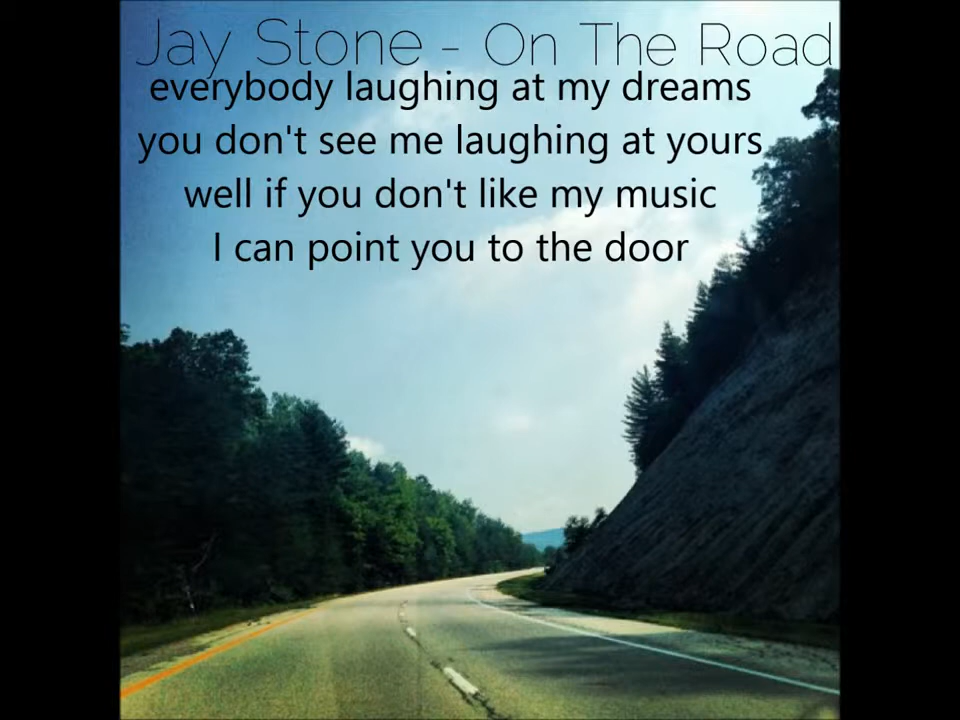 Jay Stone - On The Road
everybody laughing at my dreams
you don't see me laughing at yours
well if you don't like my music
I can point you to the door